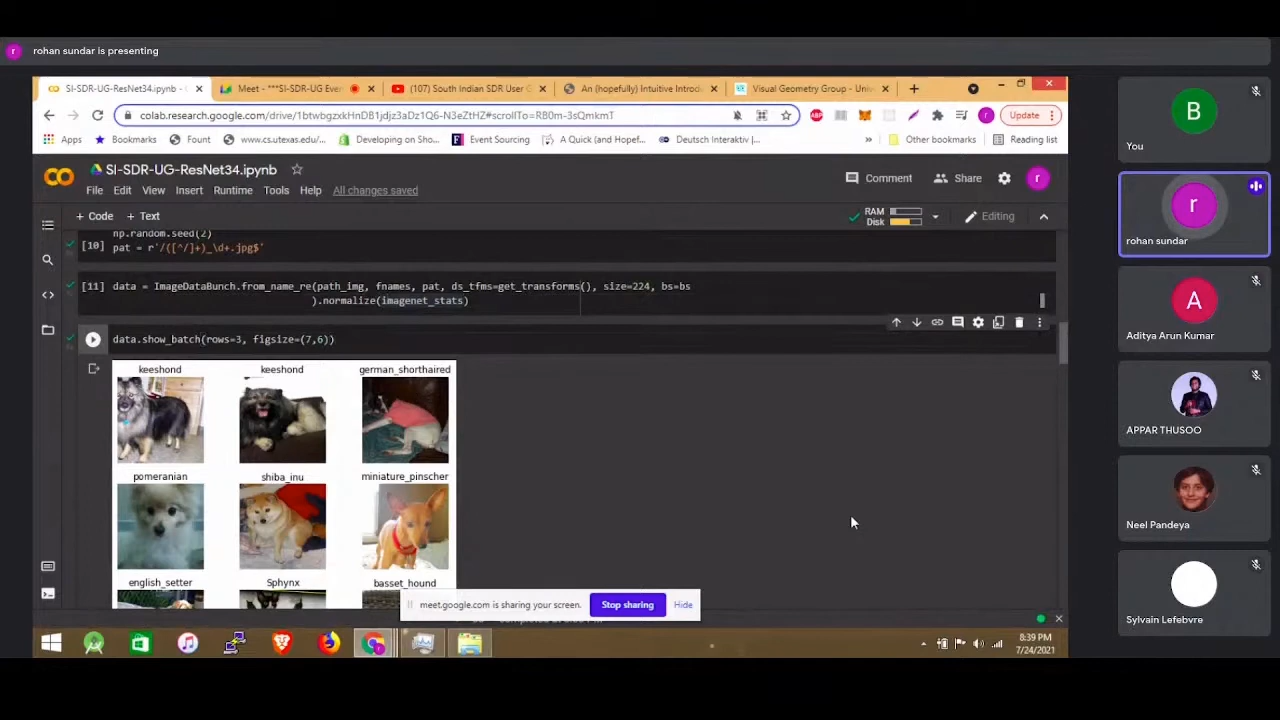 r rohan sundar is presenting
SI-SDR-UG-ResNet34.ipynb -
Meet - ***SI-SDR-UG Even
(107) South Indian SDR User G
An (hopefully) Intuitive Introd
Visual Geometry Group - Univ
colab.research.google.com/drive/
r Update
Apps
Bookmarks
Fount
www.cs.utexas.edu/
Developing on Sho...
Event Sourcing
A Quick (and Hopef...
Deutsch Interaktiv |...
»
Other bookmarks
Reading list
SI-SDR-UG-ResNet34.ipynb
File Edit View Insert Runtime Tools Help All changes saved
Comment Share r
+ Code + Text
RAM
Disk
Editing
np.random.seed(2)
[10] pat = r'/([^/]+)_\d+.jpg$'
[11] data = ImageDataBunch.from_name_re(path_img, fnames, pat, ds_tfms=get_transforms(), size=224, bs=bs
).normalize(imagenet_stats)
data.show_batch(rows=3, figsize=(7,6))
keeshond keeshond german_shorthaired
pomeranian shiba_inu miniature_pinscher
english_setter Sphynx basset_hound
meet.google.com is sharing your screen. Stop sharing Hide
8:39 PM
7/24/2021
B
You
r
rohan sundar
A
Aditya Arun Kumar
APPAR THUSOO
Neel Pandeya
Sylvain Lefebvre